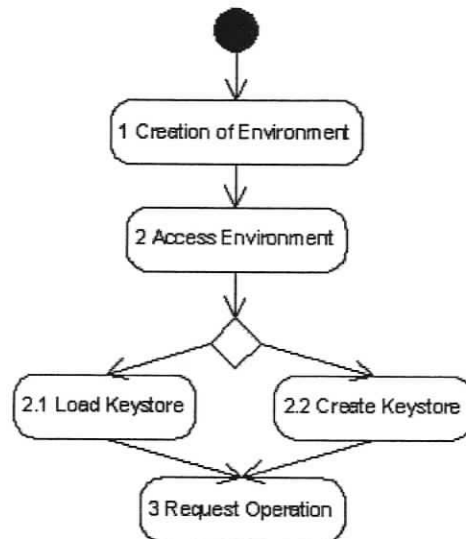 1 Creation of Environment
2 Access Environment
2.1 Load Keystore
2.2 Create Keystore
3 Request Operation